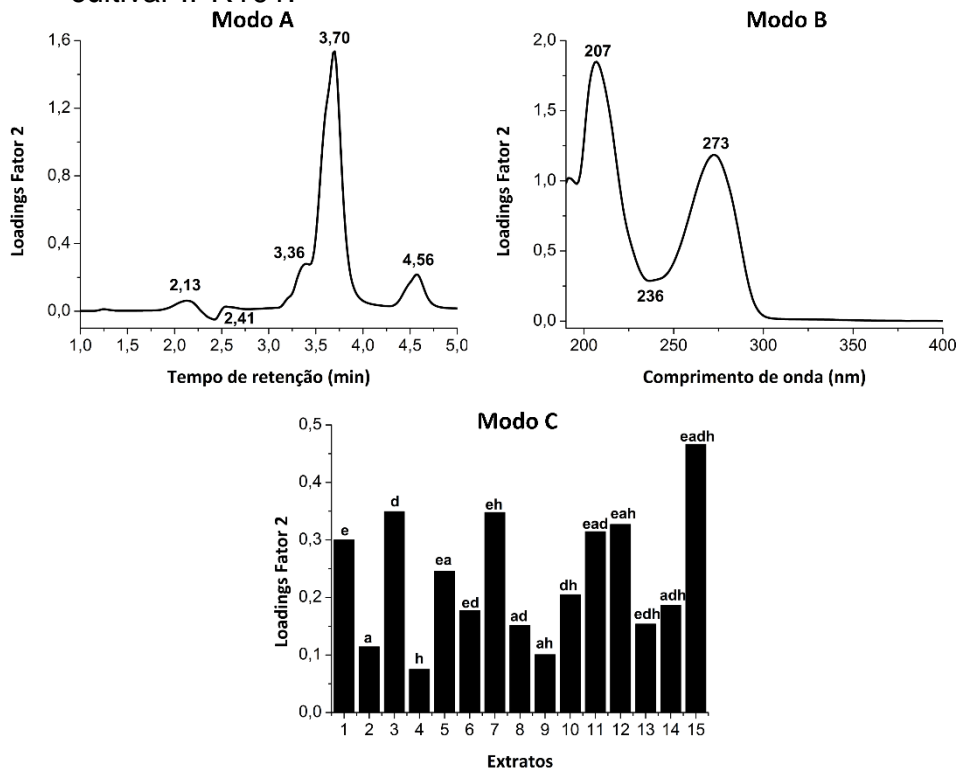 Modo A
3,70
1,6
1,2
0,8
0,4
0,0
Loadings Fator 2
2,13
2,41
3,36
4,56
1,0 1,5 2,0 2,5 3,0 3,5 4,0 4,5 5,0
Tempo de retenção (min)
Modo B
207
273
236
2,0
1,5
1,0
0,5
0,0
Loadings Fator 2
200 250 300 350 400
Comprimento de onda (nm)
Modo C
0,5
0,4
0,3
0,2
0,1
0,0
Loadings Fator 2
e a d h ea ed eh ad ah dh ead eah edh adh eadh
1 2 3 4 5 6 7 8 9 10 11 12 13 14 15
Extratos